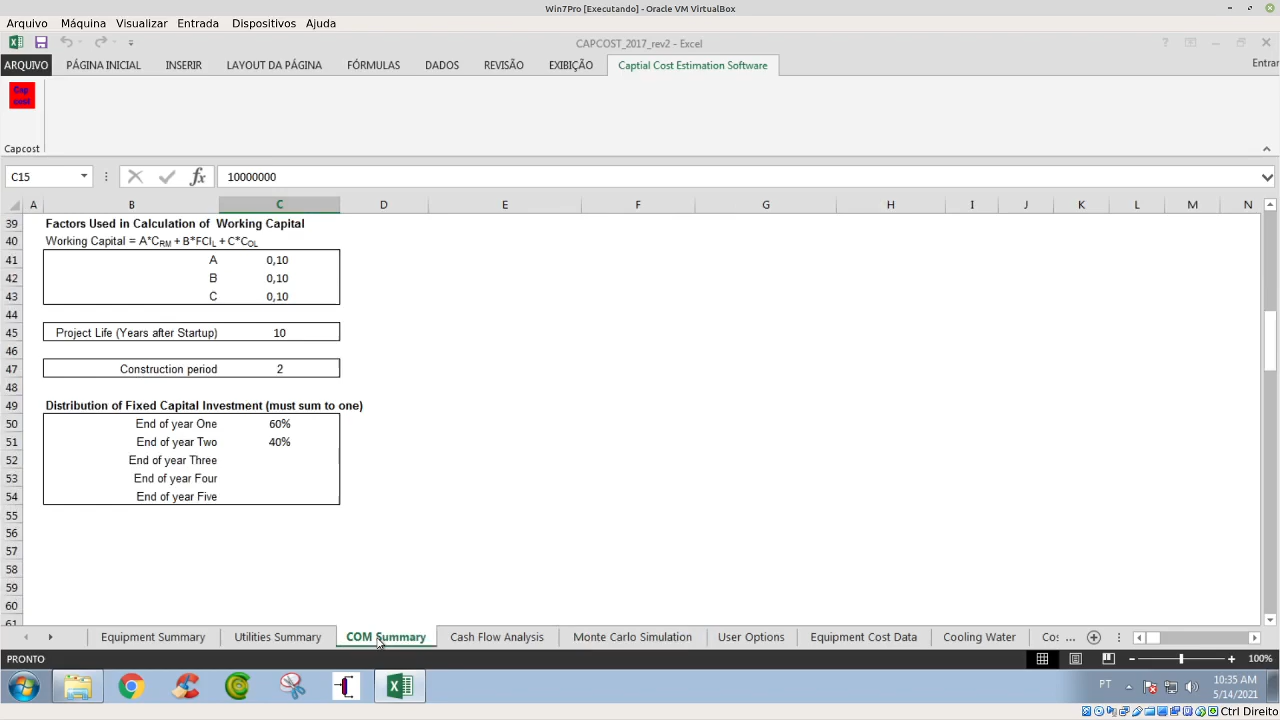 Win7Pro [Executando] - Oracle VM VirtualBox
Arquivo Máquina Visualizar Entrada Dispositivos Ajuda
CAPCOST_2017_rev2 - Excel
ARQUIVO PÁGINA INICIAL INSERIR LAYOUT DA PÁGINA FÓRMULAS DADOS REVISÃO EXIBIÇÃO Captial Cost Estimation Software Entrar
Cap cost
Capcost
C15 fx 10000000
A B C D E F G H I J K L M N
39 Factors Used in Calculation of Working Capital
40 Working Capital = A*CRM + B*FCIL + C*COL
41 A 0,10
42 B 0,10
43 C 0,10
44
45 Project Life (Years after Startup) 10
46
47 Construction period 2
48
49 Distribution of Fixed Capital Investment (must sum to one)
50 End of year One 60%
51 End of year Two 40%
52 End of year Three
53 End of year Four
54 End of year Five
55
56
57
58
59
60
61
Equipment Summary Utilities Summary COM Summary Cash Flow Analysis Monte Carlo Simulation User Options Equipment Cost Data Cooling Water Cos ...
PRONTO 100%
PT 10:35 AM
5/14/2021
Ctrl Direito